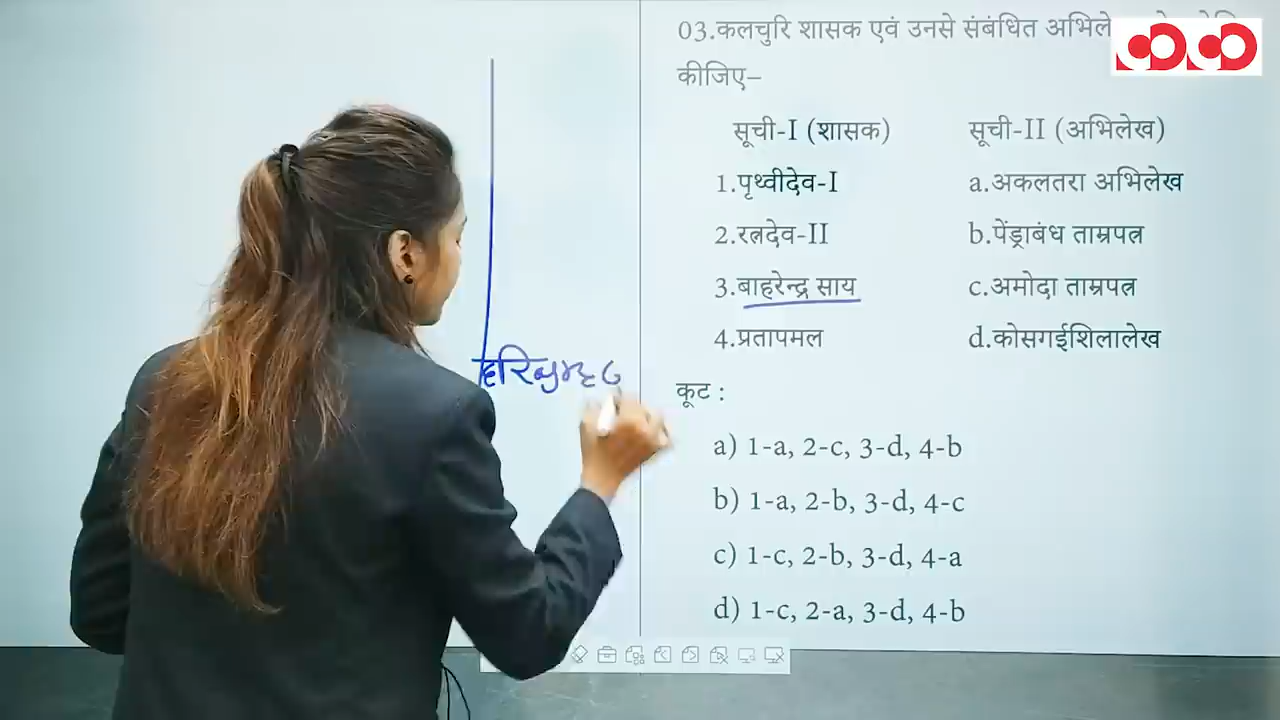 03.कलचुरि शासक एवं उनसे संबंधित अभिले
कीजिए–
सूची-I (शासक) सूची-II (अभिलेख)
1.पृथ्वीदेव-I a.अकलतरा अभिलेख
2.रत्नदेव-II b.पेंड्राबंध ताम्रपत्र
3.बाहरेन्द्र साय c.अमोदा ताम्रपत्र
4.प्रतापमल d.कोसगईशिलालेख
कूट :
a) 1-a, 2-c, 3-d, 4-b
b) 1-a, 2-b, 3-d, 4-c
c) 1-c, 2-b, 3-d, 4-a
d) 1-c, 2-a, 3-d, 4-b